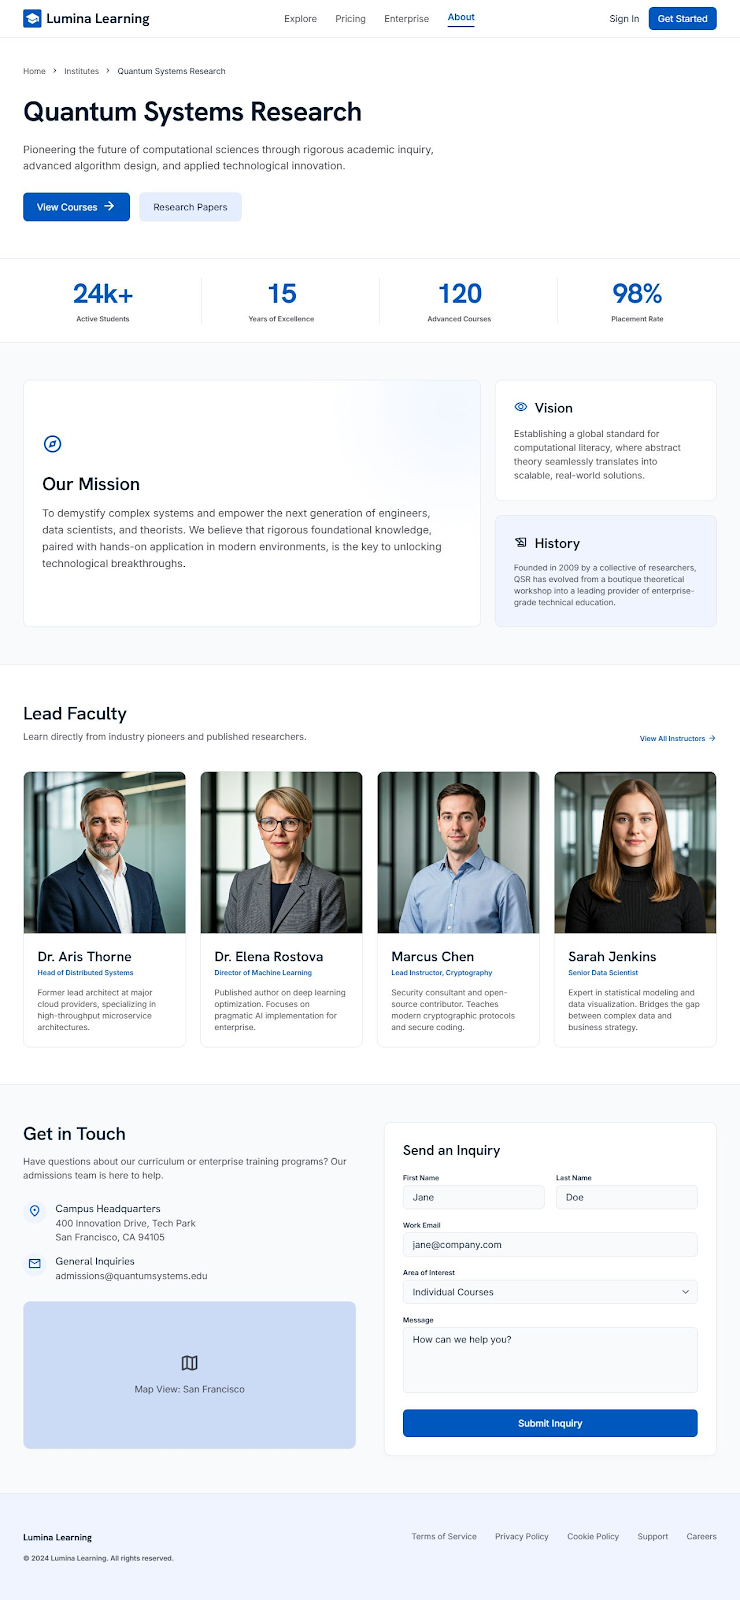 Lumina Learning
Explore
Pricing
Enterprise
About
Sign In
Get Started
Home > Institutes > Quantum Systems Research
Quantum Systems Research
Pioneering the future of computational sciences through rigorous academic inquiry,
advanced algorithm design, and applied technological innovation.
View Courses →
Research Papers
24k+
Active Students
15
Years of Excellence
120
Advanced Courses
98%
Placement Rate
Our Mission
To demystify complex systems and empower the next generation of engineers,
data scientists, and theorists. We believe that rigorous foundational knowledge,
paired with hands-on application in modern environments, is the key to unlocking
technological breakthroughs.
Vision
Establishing a global standard for
computational literacy, where abstract
theory seamlessly translates into
scalable, real-world solutions.
History
Founded in 2009 by a collective of researchers,
QSR has evolved from a boutique theoretical
workshop into a leading provider of enterprise-
grade technical education.
Lead Faculty
Learn directly from industry pioneers and published researchers.
View All Instructors →
Dr. Aris Thorne
Head of Distributed Systems
Former lead architect at major
cloud providers, specializing in
high-throughput microservice
architectures.
Dr. Elena Rostova
Director of Machine Learning
Published author on deep learning
optimization. Focuses on
pragmatic AI implementation for
enterprise.
Marcus Chen
Lead Instructor, Cryptography
Security consultant and open-
source contributor. Teaches
modern cryptographic protocols
and secure coding.
Sarah Jenkins
Senior Data Scientist
Expert in statistical modeling and
data visualization. Bridges the gap
between complex data and
business strategy.
Get in Touch
Have questions about our curriculum or enterprise training programs? Our
admissions team is here to help.
Campus Headquarters
400 Innovation Drive, Tech Park
San Francisco, CA 94105
General Inquiries
admissions@quantumsystems.edu
Map View: San Francisco
Send an Inquiry
First Name
Jane
Last Name
Doe
Work Email
jane@company.com
Area of Interest
Individual Courses
Message
How can we help you?
Submit Inquiry
Lumina Learning
© 2024 Lumina Learning. All rights reserved.
Terms of Service
Privacy Policy
Cookie Policy
Support
Careers